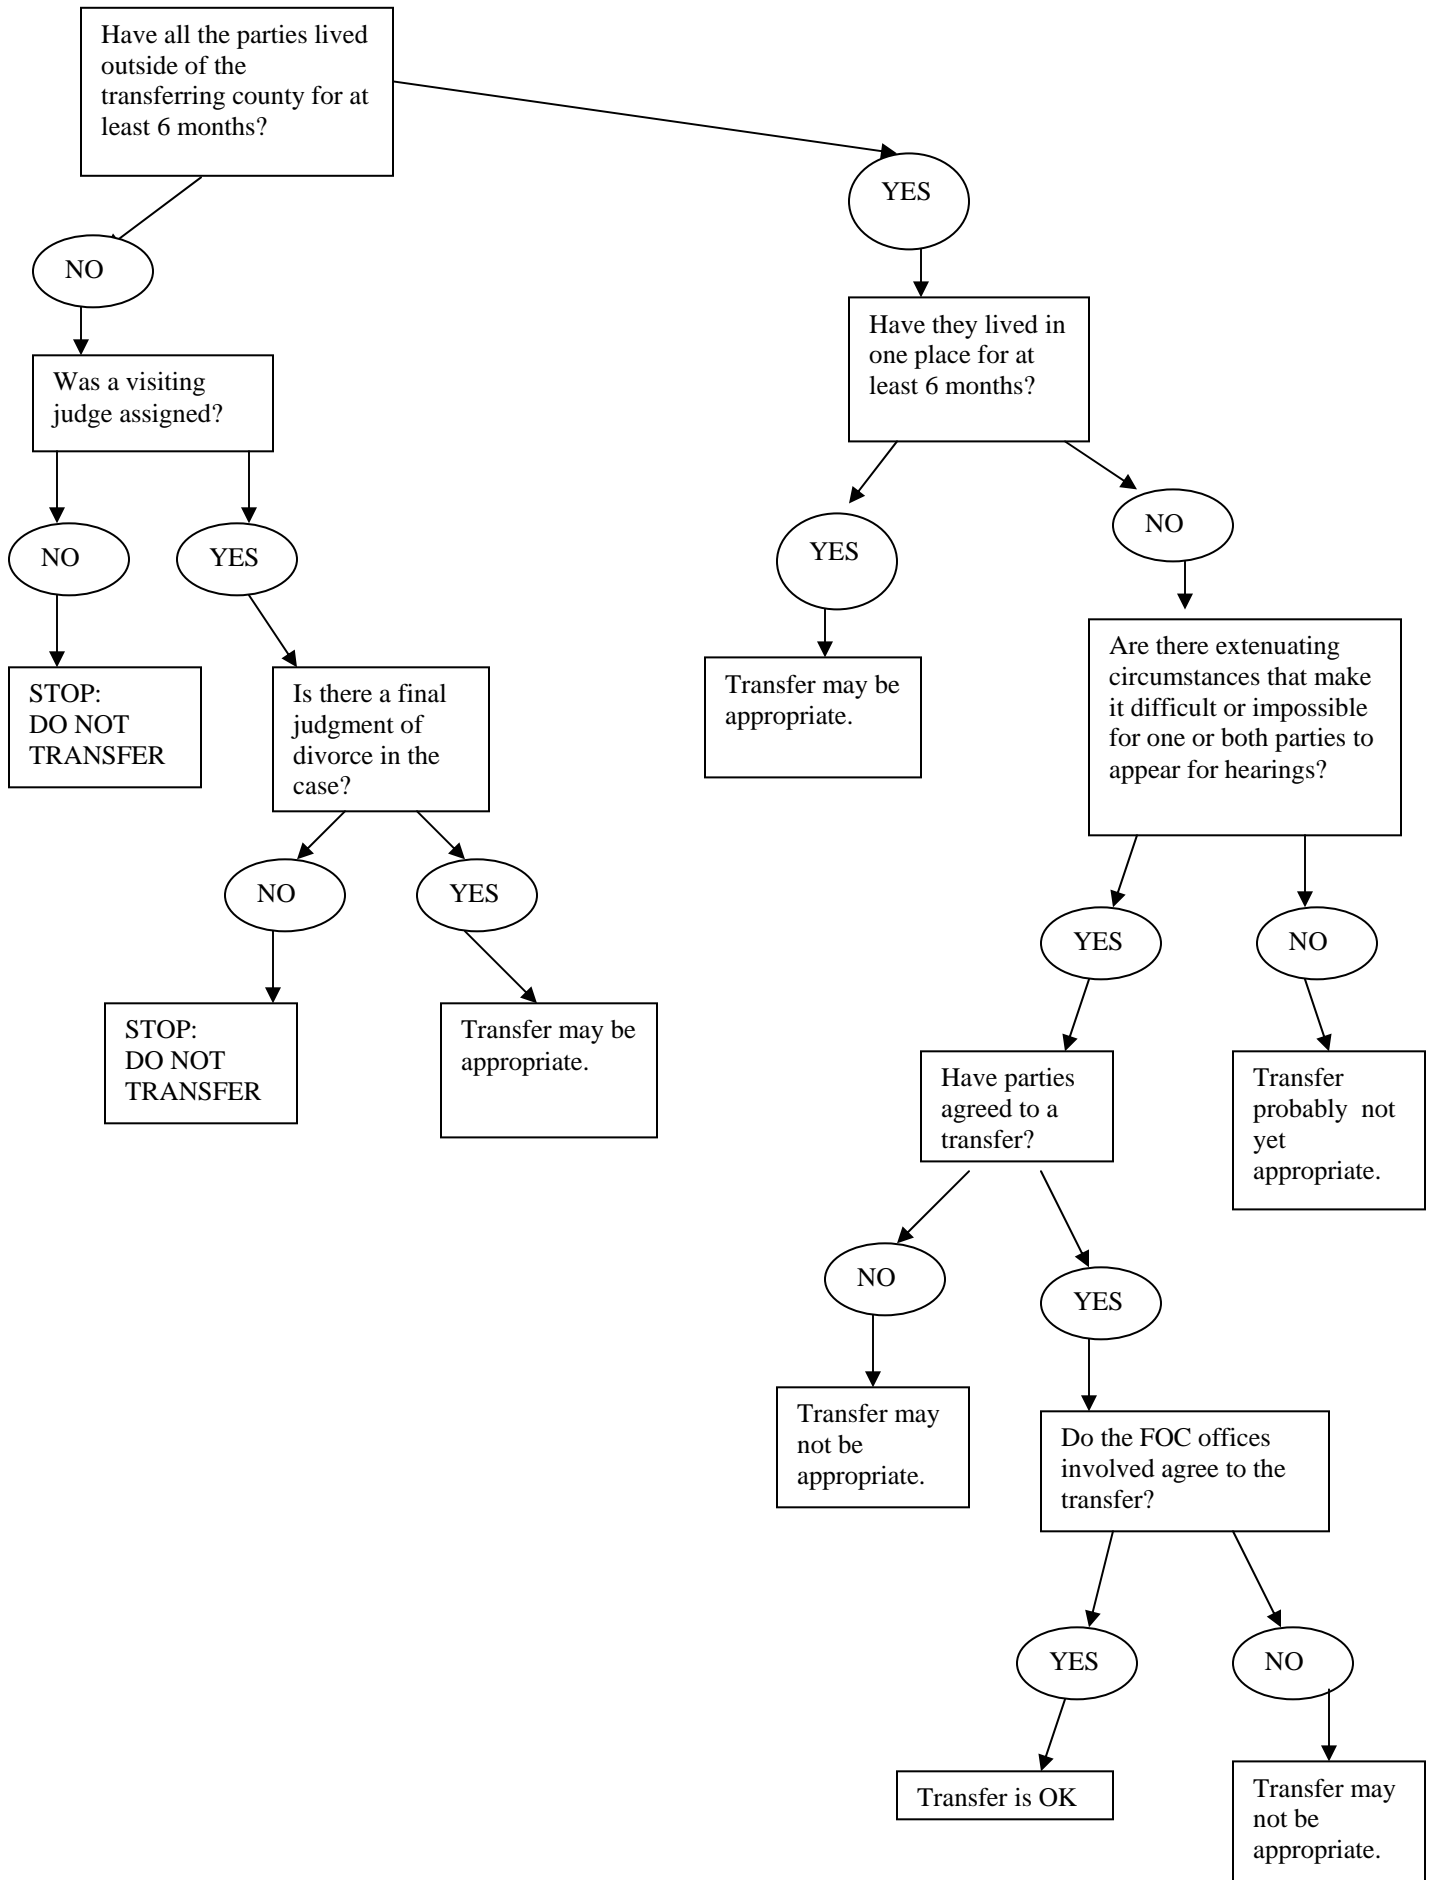 Have all the parties lived
outside of the
transferring county for at
least 6 months?
YES
NO
Have they lived in
one place for at
least 6 months?
Was a visiting
judge assigned?
NO
YES
YES
NO
STOP:
DO NOT
TRANSFER
Is there a final
judgment of
divorce in the
case?
Transfer may be
appropriate.
Are there extenuating
circumstances that make
it difficult or impossible
for one or both parties to
appear for hearings?
NO
YES
YES
NO
STOP:
DO NOT
TRANSFER
Transfer may be
appropriate.
Have parties
agreed to a
transfer?
Transfer
probably  not
yet
appropriate.
NO
YES
Transfer may
not be
appropriate.
Do the FOC offices
involved agree to the
transfer?
YES
NO
Transfer is OK
Transfer may
not be
appropriate.